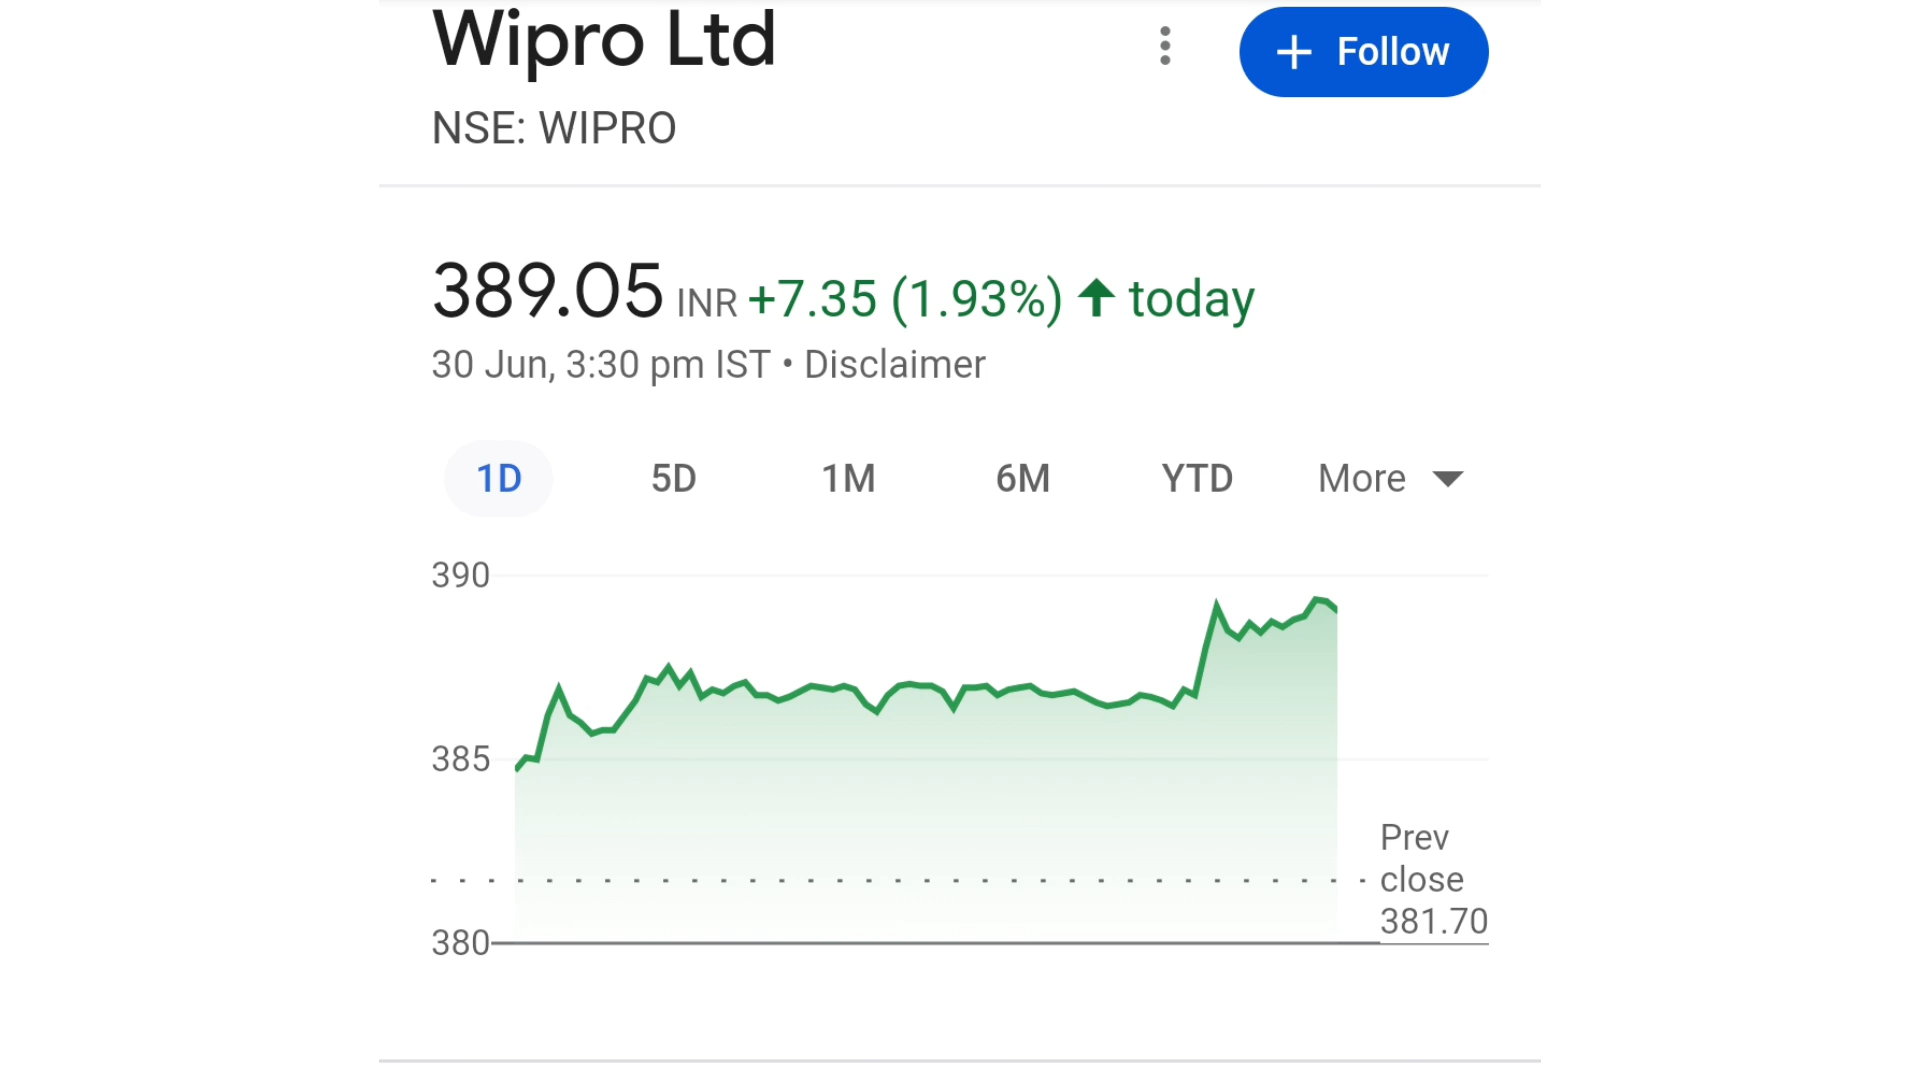 Wipro Ltd
+ Follow
NSE: WIPRO
389.05 INR +7.35 (1.93%) ↑ today
30 Jun, 3:30 pm IST • Disclaimer
1D 5D 1M 6M YTD More
390
385
380
Prev
close
381.70